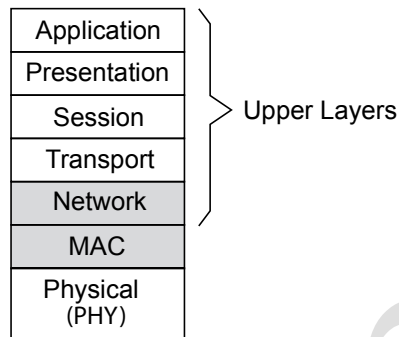 Application
Presentation
Session
Upper Layers
Transport
Network
MAC
Physical
(PHY)